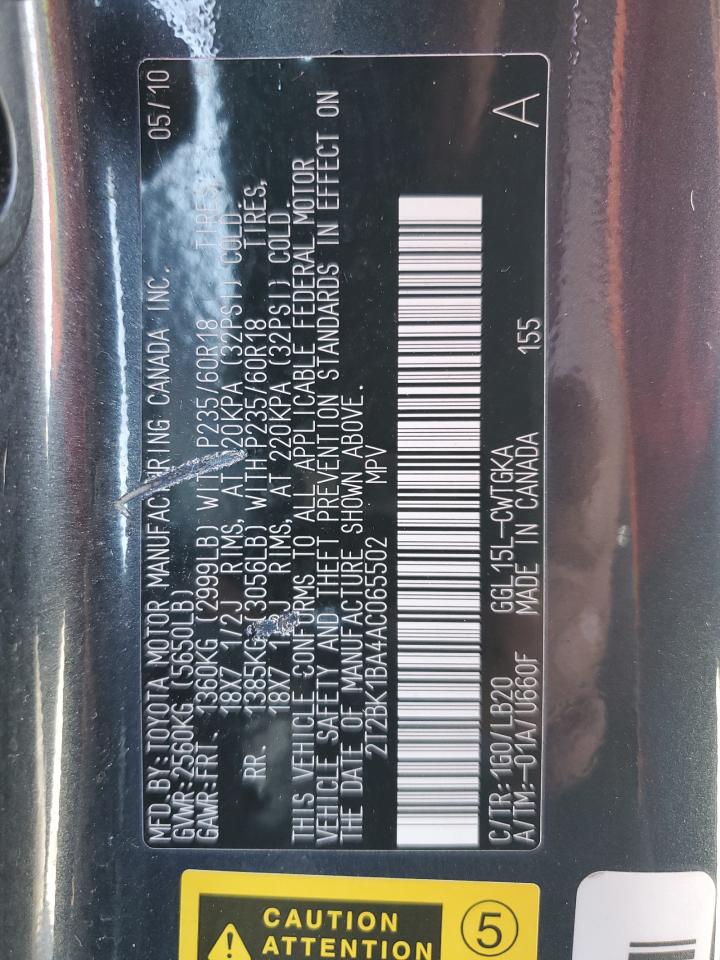 MFD.BY:TOYOTA MOTOR MANUFACTURING CANADA INC. 05/10
GVWR:2560KG (5650LB)
GAWR:FRT. 1360KG (2999LB) WITH P235/60R18 TIRES,
18X7 1/2J RIMS, AT 220KPA (32PSI) COLD.
RR. 1385KG (3056LB) WITH P235/60R18 TIRES,
18X7 RIMS, AT 220KPA (32PSI) COLD.
THIS VEHICLE CONFORMS TO ALL APPLICABLE FEDERAL MOTOR
VEHICLE SAFETY AND THEFT PREVENTION STANDARDS IN EFFECT ON
THE DATE OF MANUFACTURE SHOWN ABOVE.
2T2BK1BA4AC065502 MPV
C/TR:1G0/LB20 GGL15L-CWTGKA A
A/TM:-01A/U660F MADE IN CANADA 155
CAUTION
ATTENTION
5